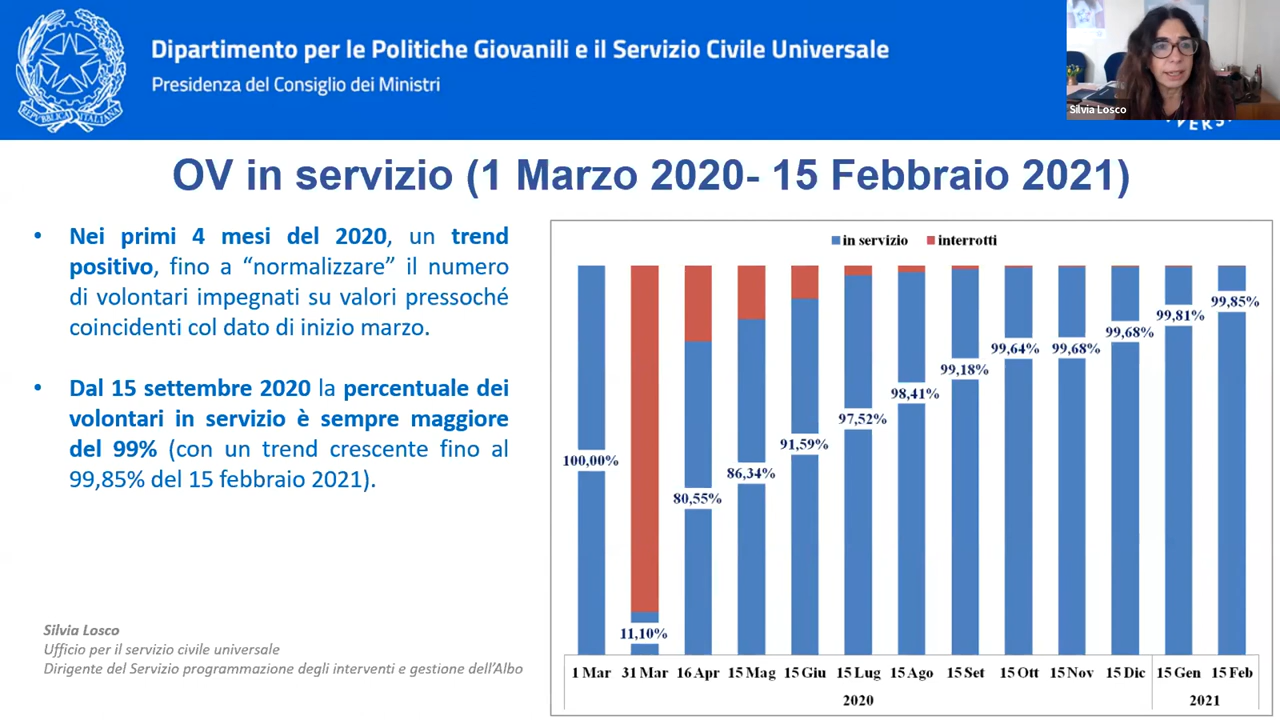 Dipartimento per le Politiche Giovanili e il Servizio Civile Universale
Presidenza del Consiglio dei Ministri
REPVBBLICA ITALIANA
Silvia Losco
OV in servizio (1 Marzo 2020- 15 Febbraio 2021)
• Nei primi 4 mesi del 2020, un trend
positivo, fino a “normalizzare” il numero
di volontari impegnati su valori pressoché
coincidenti col dato di inizio marzo.
• Dal 15 settembre 2020 la percentuale dei
volontari in servizio è sempre maggiore
del 99% (con un trend crescente fino al
99,85% del 15 febbraio 2021).
Silvia Losco
Ufficio per il servizio civile universale
Dirigente del Servizio programmazione degli interventi e gestione dell’Albo
in servizio interrotti
100,00%
11,10%
80,55%
86,34%
91,59%
97,52%
98,41%
99,18%
99,64%
99,68%
99,68%
99,81%
99,85%
1 Mar 31 Mar 16 Apr 15 Mag 15 Giu 15 Lug 15 Ago 15 Set 15 Ott 15 Nov 15 Dic 15 Gen 15 Feb
2020 2021